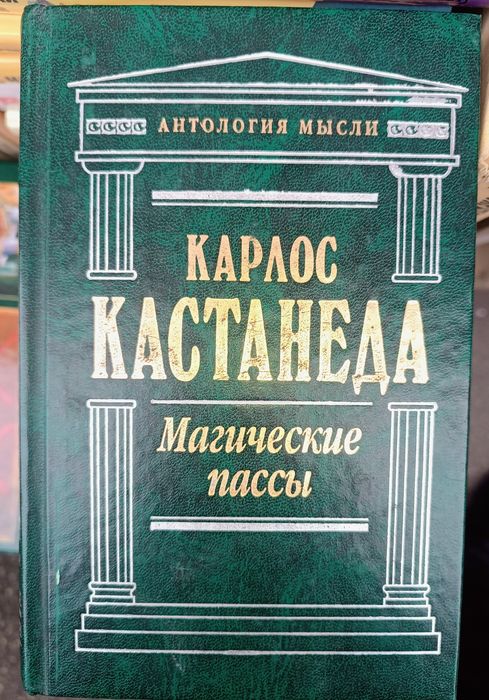 АНТОЛОГИЯ МЫСЛИ
КАРЛОС
КАСТАНЕДА
Магические
пассы